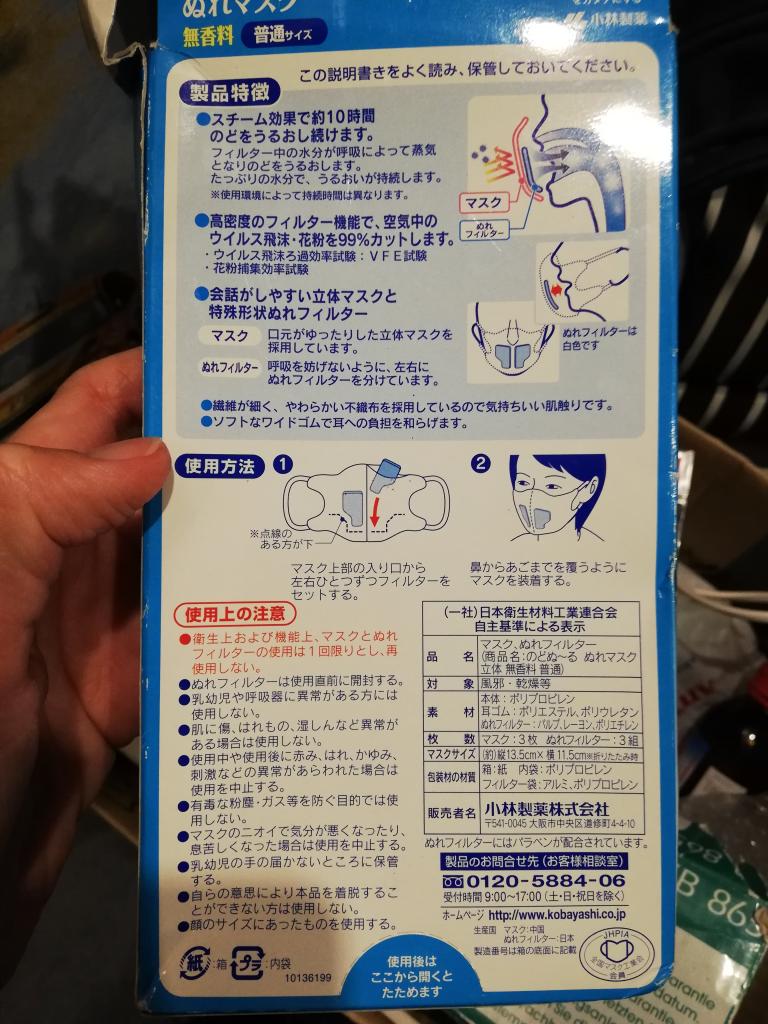 ぬれマスク
小林製薬
無香料 普通サイズ
この説明書きをよく読み、保管しておいてください。
製品特徴
●スチーム効果で約10時間
のどをうるおし続けます。
フィルター中の水分が呼吸によって蒸気
となりのどをうるおします。
たっぷりの水分で、うるおいが持続します。
※使用環境によって持続時間は異なります。
マスク
ぬれ
フィルター
●高密度のフィルター機能で、空気中の
ウイルス飛沫・花粉を99%カットします。
・ウイルス飛沫ろ過効率試験:VFE試験
・花粉捕集効率試験
●会話がしやすい立体マスクと
特殊形状ぬれフィルター
マスク 口元がゆったりした立体マスクを
採用しています。
ぬれフィルター 呼吸を妨げないように、左右に
ぬれフィルターを分けています。
ぬれフィルターは
白色です
●繊維が細く、やわらかい不織布を採用しているので気持ちいい肌触りです。
●ソフトなワイドゴムで耳への負担を和らげます。
使用方法 1
※点線の
ある方が下
マスク上部の入り口から
左右ひとつずつフィルターを
セットする。
2
鼻からあごまでを覆うように
マスクを装着する。
使用上の注意
●衛生上および機能上、マスクとぬれ
フィルターの使用は1回限りとし、再
使用しない。
●ぬれフィルターは使用直前に開封する。
●乳幼児や呼吸器に異常がある方には
使用しない。
●肌に傷、はれもの、湿しんなど異常が
ある場合は使用しない。
●使用中や使用後に赤み、はれ、かゆみ、
刺激などの異常があらわれた場合は
使用を中止する。
●有毒な粉塵・ガス等を防ぐ目的では使
用しない。
●マスクのニオイで気分が悪くなったり、
息苦しくなった場合は使用を中止する。
●乳幼児の手の届かないところに保管
する。
●自らの意思により本品を着脱するこ
とができない方は使用しない。
●顔のサイズにあったものを使用する。
紙 :箱 プラ :内袋
10136199
(一社)日本衛生材料工業連合会
自主基準による表示
品名 マスク、ぬれフィルター
(商品名:のどぬ〜る ぬれマスク
立体 無香料 普通)
対象 風邪・乾燥等
素材 本体:ポリプロピレン
耳ゴム:ポリエステル、ポリウレタン
ぬれフィルター:パルプ、レーヨン、ポリエチレン
枚数 マスク:3枚 ぬれフィルター:3組
マスクサイズ (約)縦13.5cm×横11.5cm※折りたたみ時
包装材の材質 箱:紙 内袋:ポリプロピレン
フィルター袋:アルミ、ポリプロピレン
販売者名 小林製薬株式会社
〒541-0045 大阪市中央区道修町4-4-10
ぬれフィルターにはパラベンが配合されています。
製品のお問合せ先(お客様相談室)
0120-5884-06
受付時間 9:00〜17:00(土・日・祝日を除く)
ホームページ http://www.kobayashi.co.jp
生産国 マスク:中国
ぬれフィルター:日本
製造番号は箱の底面に記載
JHPIA
全国マスク工業会
会員
使用後は
ここから開くと
たためます
B 863